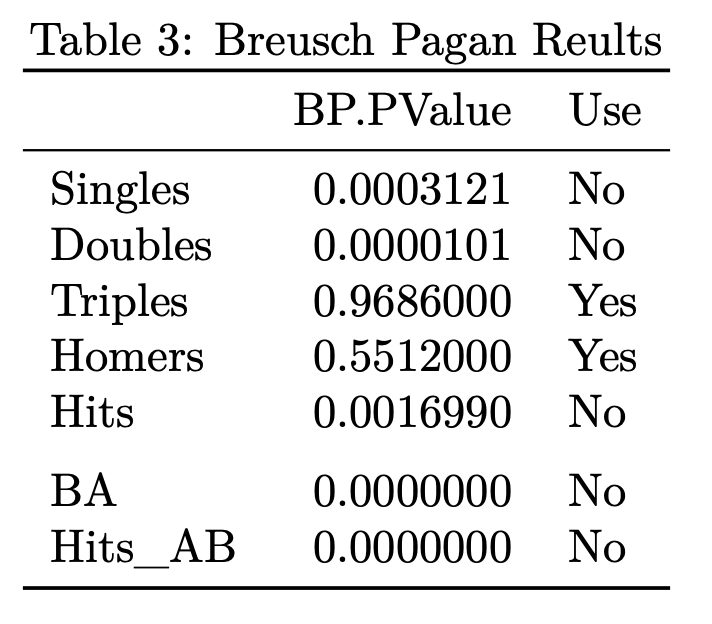 Table 3: Breusch Pagan Reults
BP.PValue Use
Singles 0.0003121 No
Doubles 0.0000101 No
Triples 0.9686000 Yes
Homers 0.5512000 Yes
Hits 0.0016990 No
BA 0.0000000 No
Hits_AB 0.0000000 No